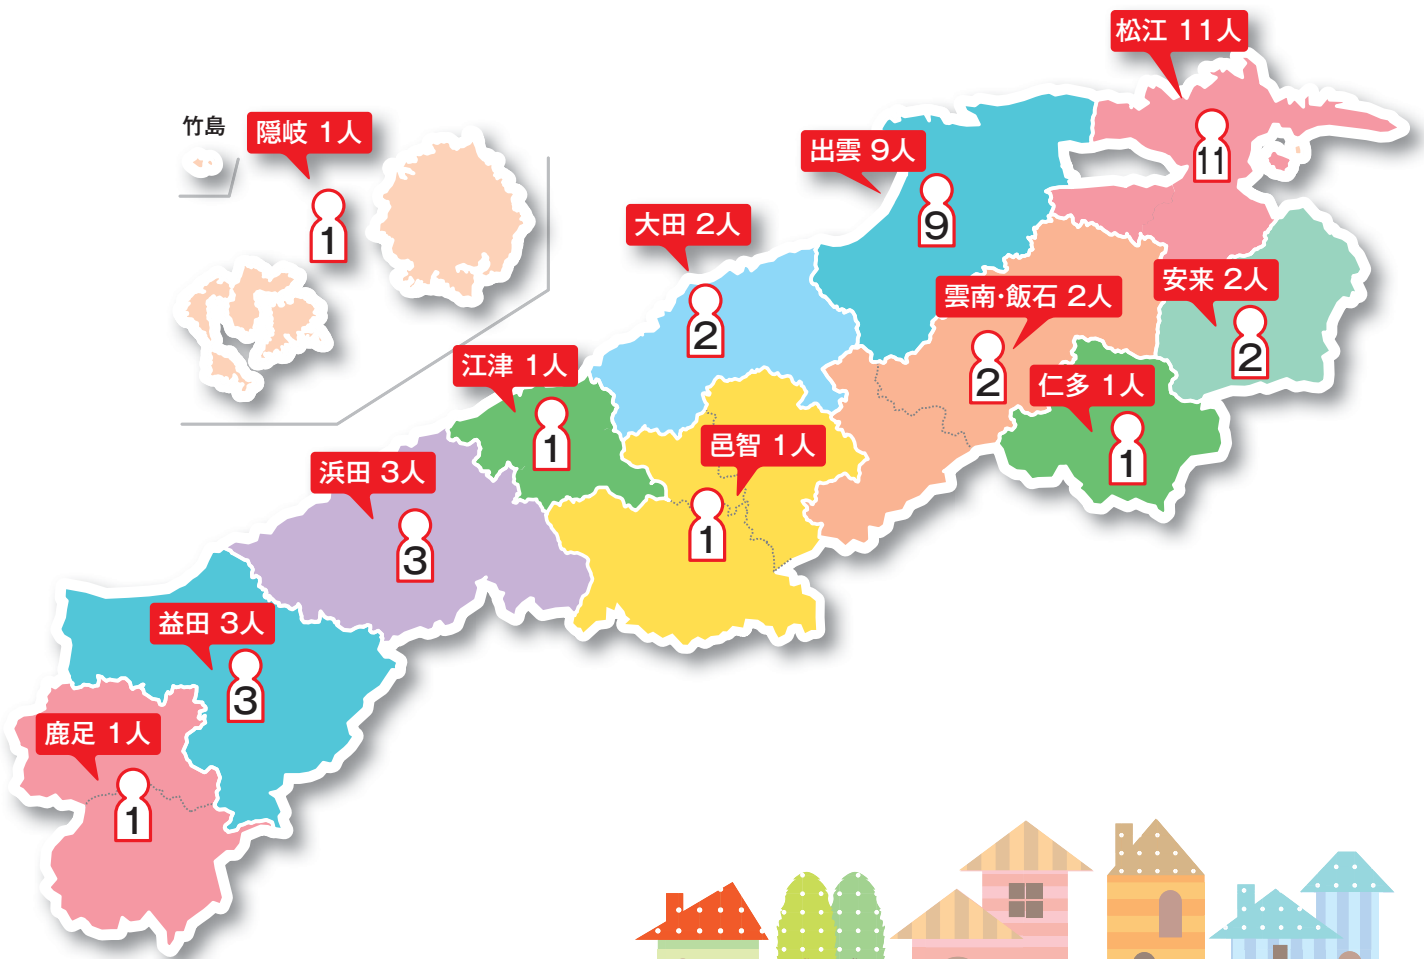 松江 11人
11
竹島
隠岐 1人
1
出雲 9人
9
大田 2人
2
雲南・飯石 2人
2
安来 2人
2
江津 1人
1
仁多 1人
1
邑智 1人
1
浜田 3人
3
益田 3人
3
鹿足 1人
1